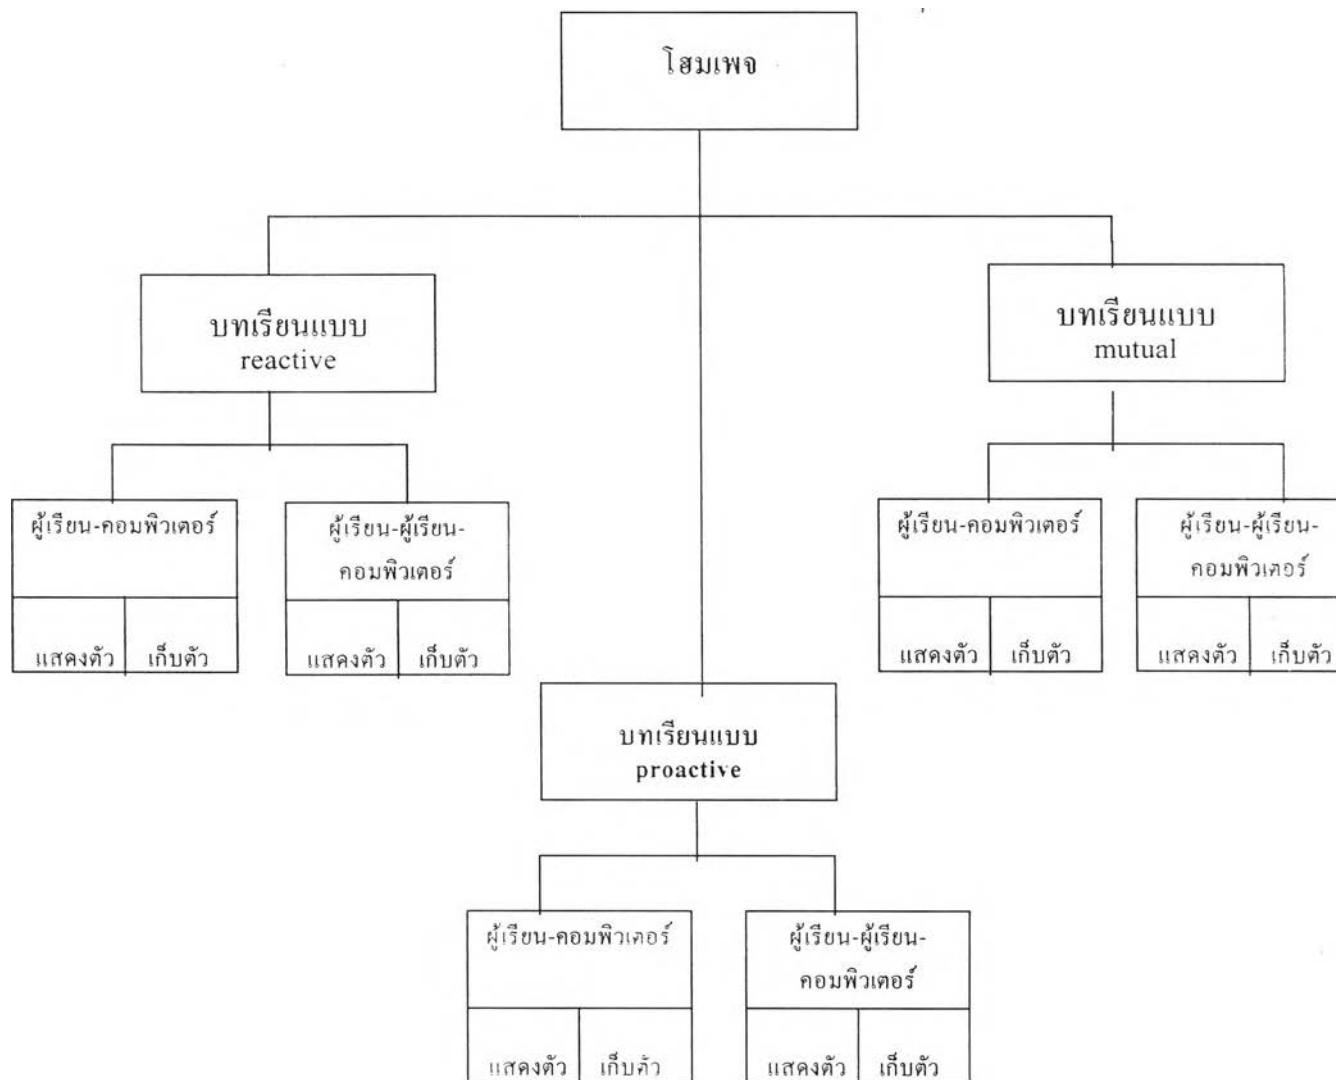 โฮมเพจ
บทเรียนแบบ
reactive
บทเรียนแบบ
mutual
ผู้เรียน-คอมพิวเตอร์
แสดงตัว
เก็บตัว
ผู้เรียน-ผู้เรียน-
คอมพิวเตอร์
แสดงตัว
เก็บตัว
ผู้เรียน-คอมพิวเตอร์
แสดงตัว
เก็บตัว
ผู้เรียน-ผู้เรียน-
คอมพิวเตอร์
แสดงตัว
เก็บตัว
บทเรียนแบบ
proactive
ผู้เรียน-คอมพิวเตอร์
แสดงตัว
เก็บตัว
ผู้เรียน-ผู้เรียน-
คอมพิวเตอร์
แสดงตัว
เก็บตัว